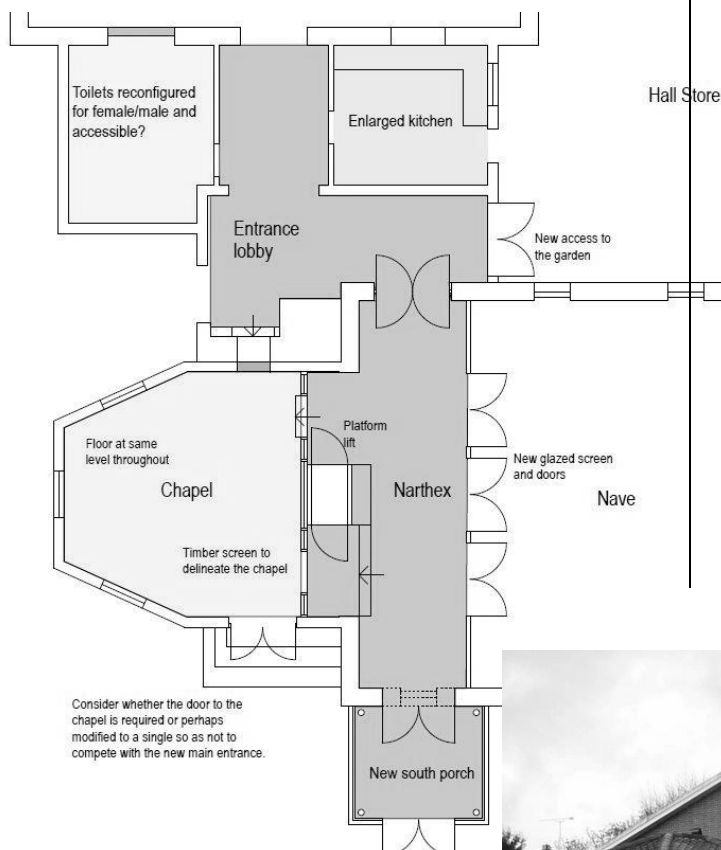 Toilets reconfigured
for female/male and
accessible?
Enlarged kitchen
Hall Store
Entrance
lobby
New access to
the garden
Platform
lift
Floor at same
level throughout
Chapel
Narthex
New glazed screen
and doors
Nave
Timber screen to
delineate the chapel
Consider whether the door to the
chapel is required or perhaps
modified to a single so as not to
compete with the new main entrance.
New south porch